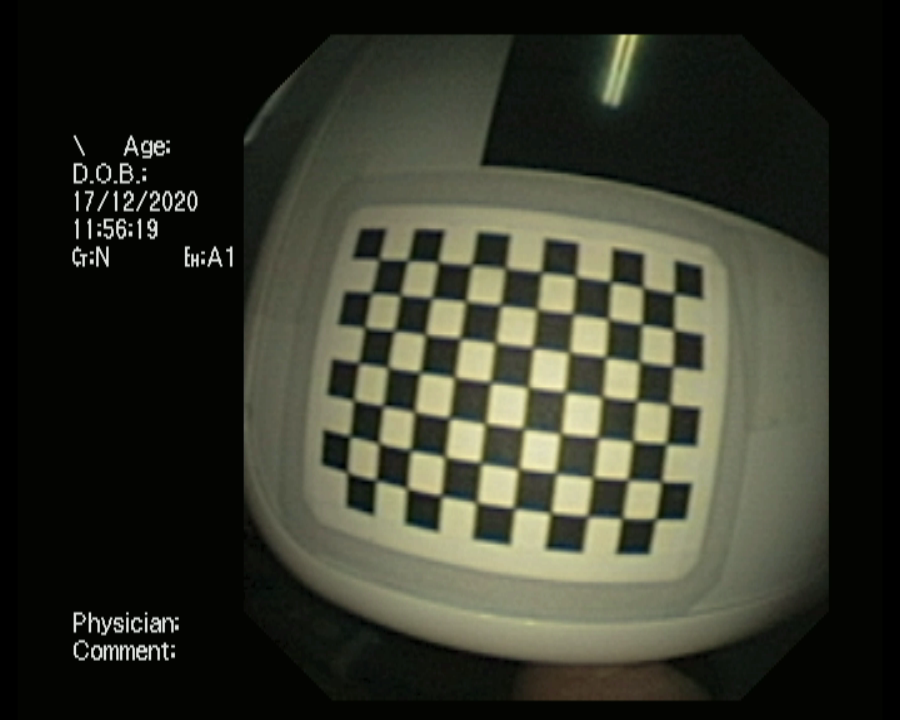 \ Age:
D.O.B.:
17/12/2020
11:56:19
Cr:N Eh:A1
Physician:
Comment: